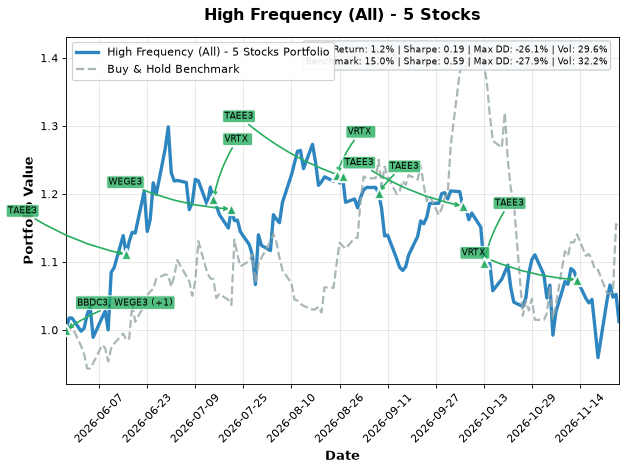 High Frequency (All) - 5 Stocks
High Frequency (All) - 5 Stocks Portfolio
Buy & Hold Benchmark
Return: 1.2% | Sharpe: 0.19 | Max DD: -26.1% | Vol: 29.6%
Benchmark: 15.0% | Sharpe: 0.59 | Max DD: -27.9% | Vol: 32.2%
1.4
1.3
1.2
1.1
1.0
Portfolio Value
TAEE3
BBDC3, WEGE3 (+1)
WEGE3
TAEE3
VRTX
VRTX
TAEE3
TAEE3
TAEE3
VRTX
2026-06-07
2026-06-23
2026-07-09
2026-07-25
2026-08-10
2026-08-26
2026-09-11
2026-09-27
2026-10-13
2026-10-29
2026-11-14
Date